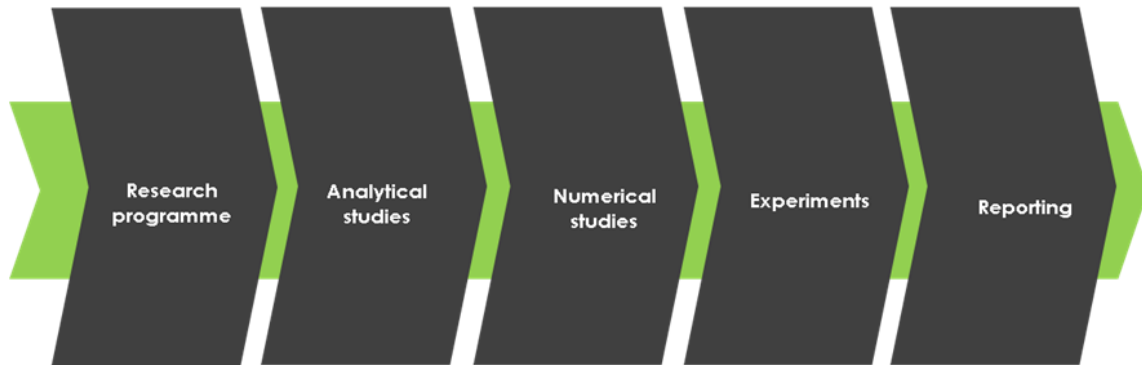 Research
programme
Analytical
studies
Numerical
studies
Experiments
Reporting